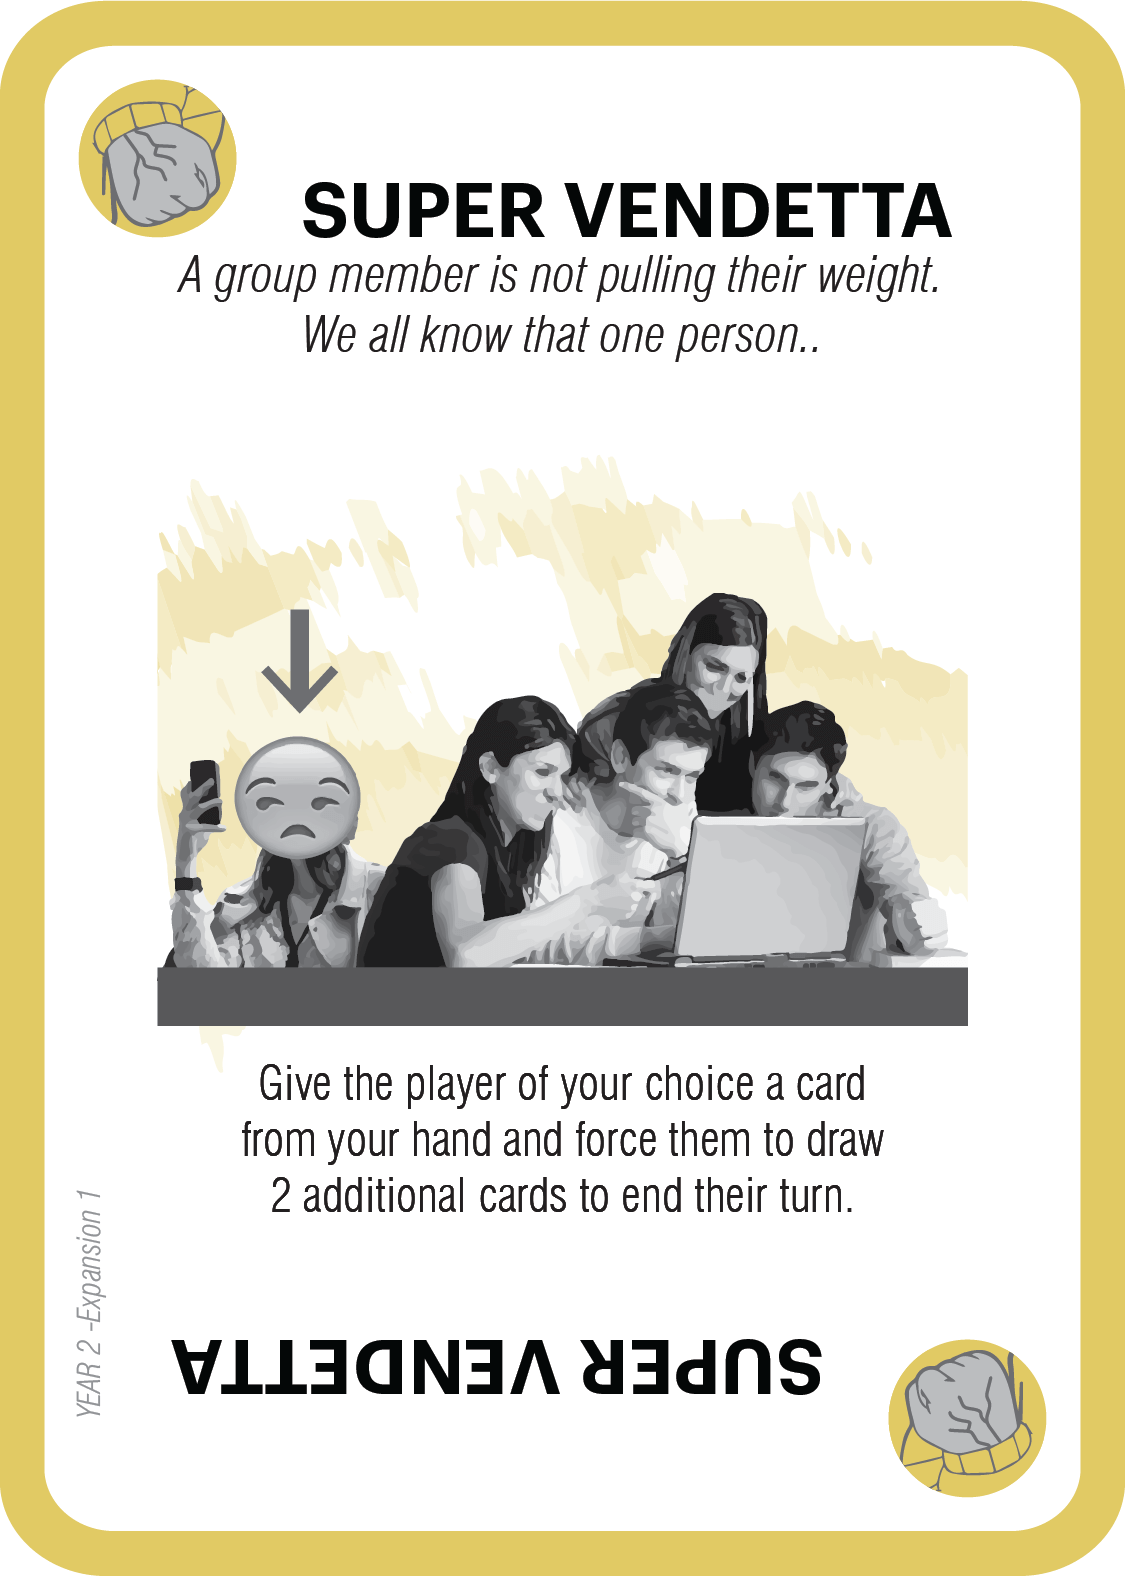 SUPER VENDETTA
A group member is not pulling their weight.
We all know that one person..
Give the player of your choice a card
from your hand and force them to draw
2 additional cards to end their turn.
YEAR 2 -Expansion 1
SUPER VENDETTA